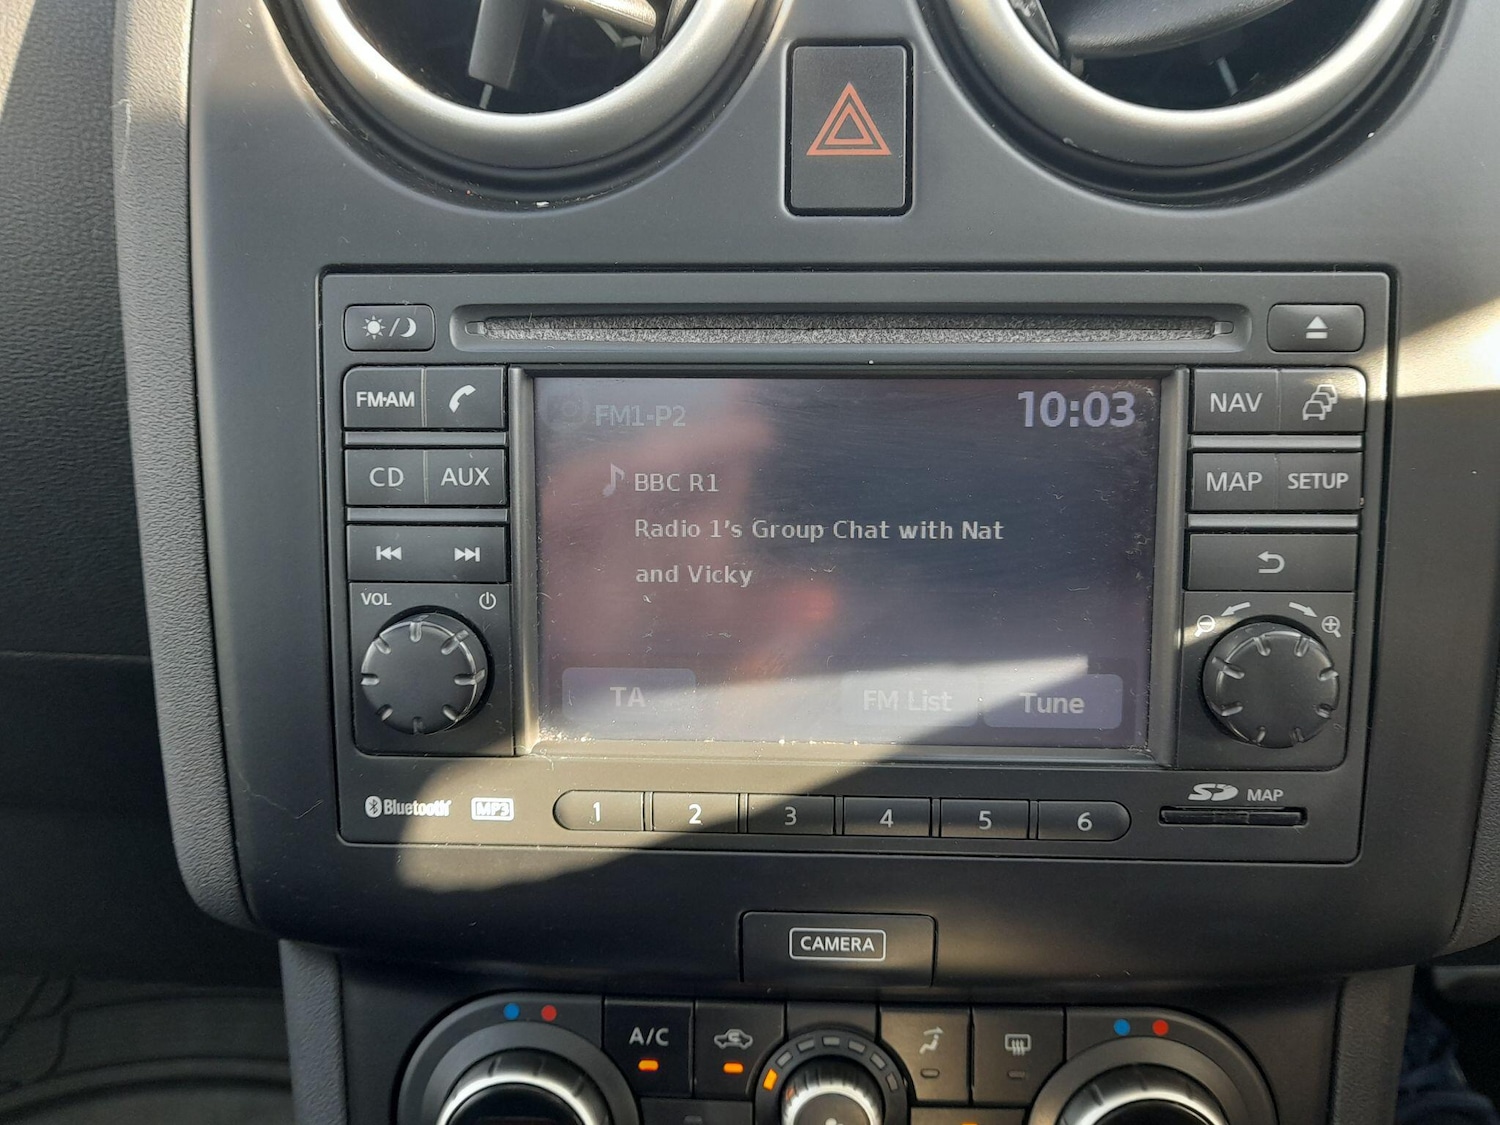 FM·AM
CD AUX
VOL
FM1-P2 10:03
BBC R1
Radio 1's Group Chat with Nat
and Vicky
TA FM List Tune
NAV
MAP SETUP
Bluetooth MP3 1 2 3 4 5 6 SD MAP
CAMERA
A/C